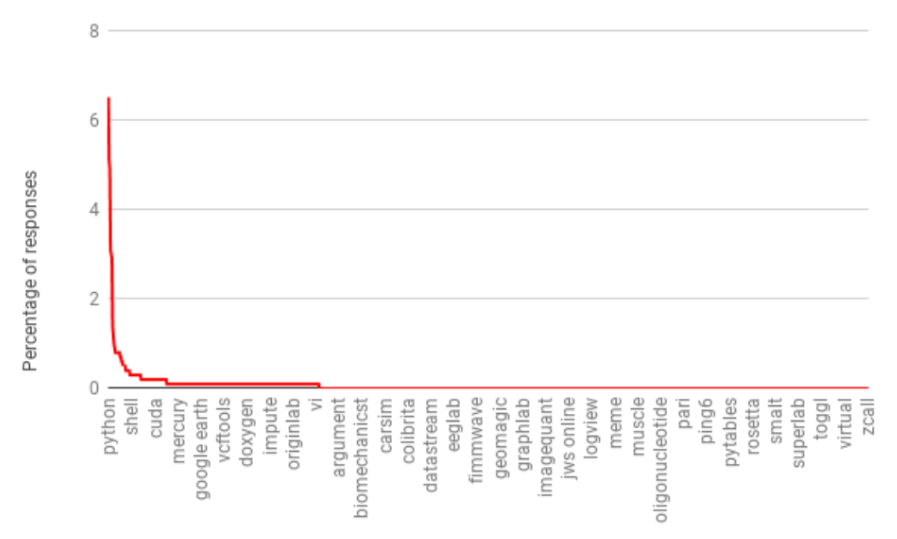 8
6
4
2
0
Percentage of responses
python
shell
cuda
mercury
google earth
vcftools
doxygen
impute
originlab
vi
argument
biomechanicst
carsim
colibrita
datastream
eeglab
fimmwave
geomagic
graphlab
imagequant
jws online
logview
meme
muscle
oligonucleotide
pari
ping6
pytables
rosetta
smalt
superlab
toggl
virtual
zcall